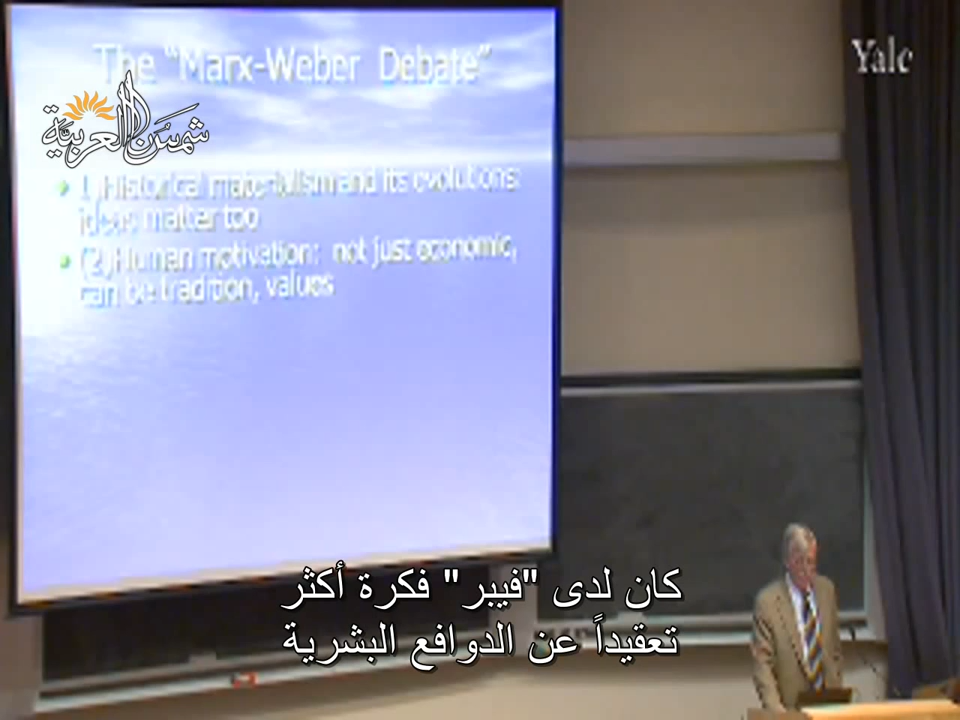 The "Marx-Weber Debate"
Yale
شمس العربية
1)Historical materialism and its evolutions:
ideas matter too
(2)Human motivation: not just economic,
can be tradition, values
كان لدى "فيبر" فكرة أكثر
تعقيداً عن الدوافع البشرية